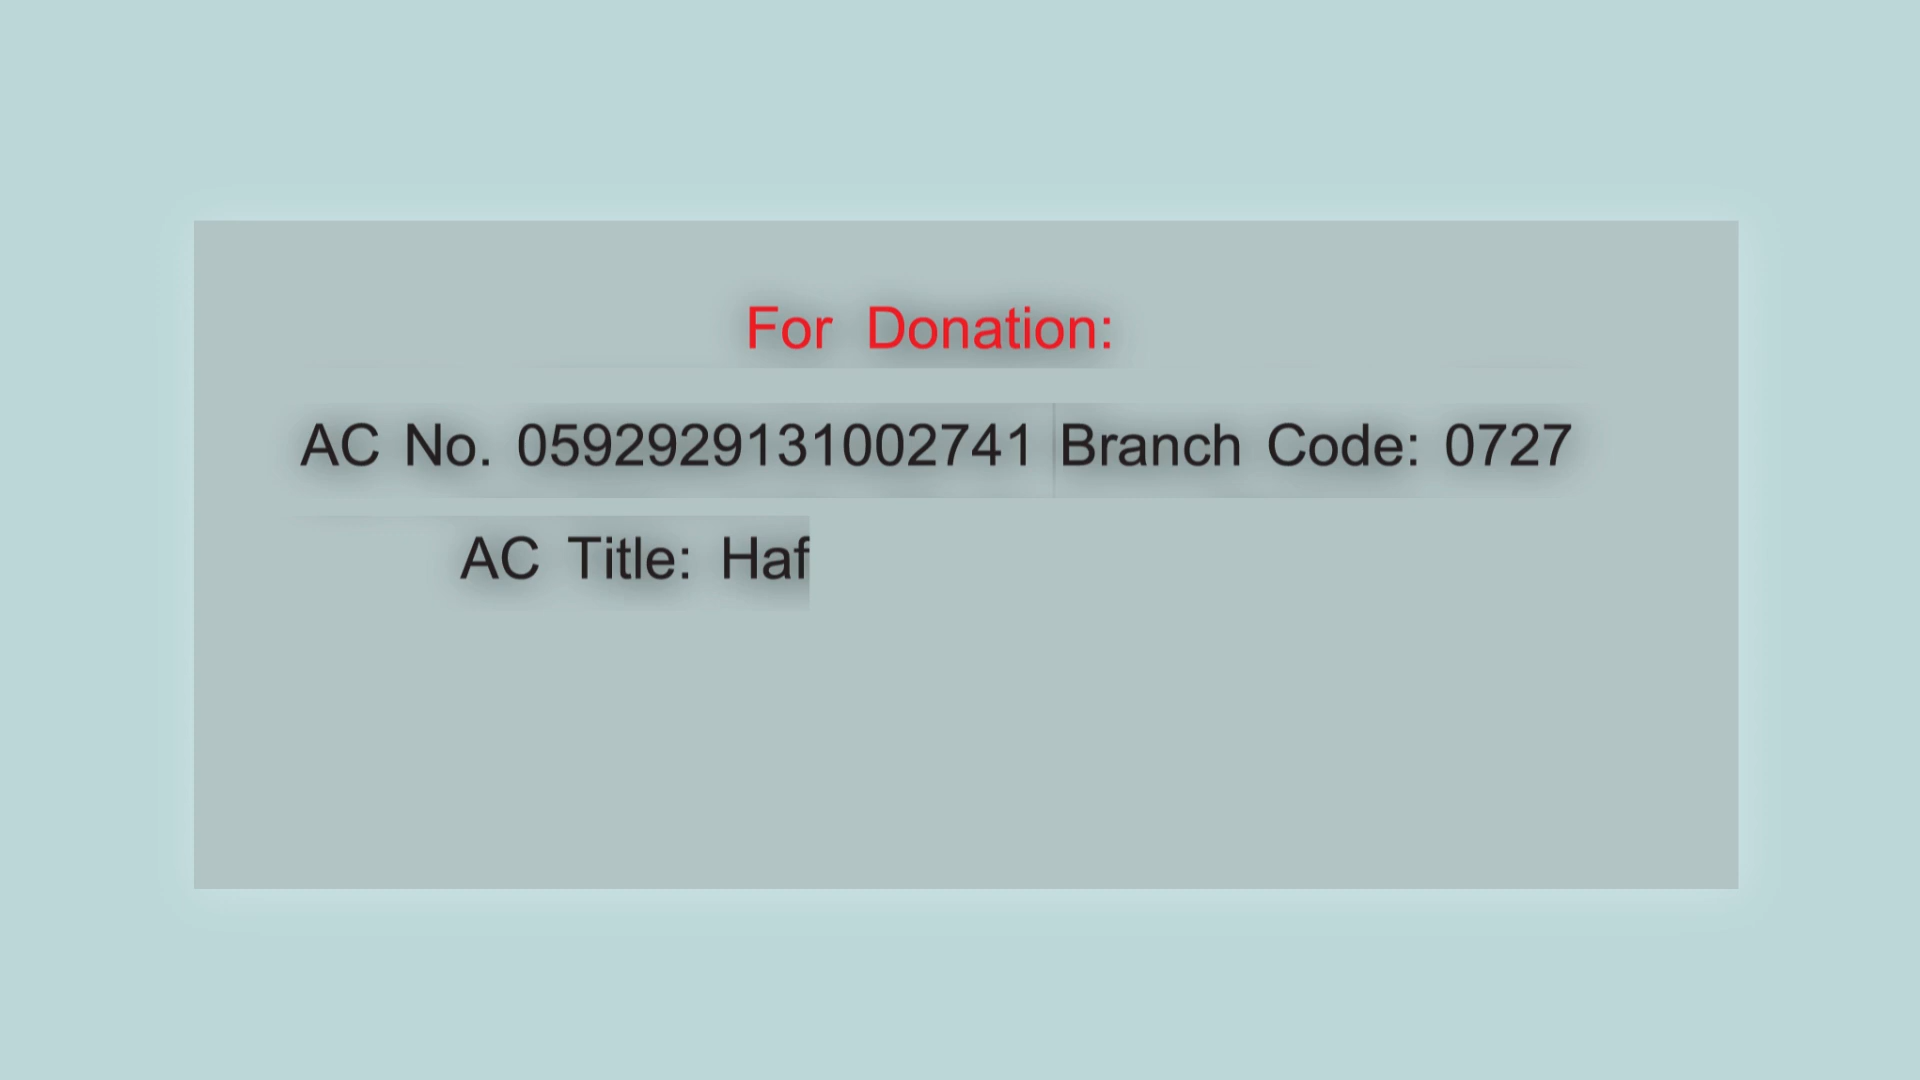 For Donation:
AC No. 0592929131002741 Branch Code: 0727
AC Title: Haf